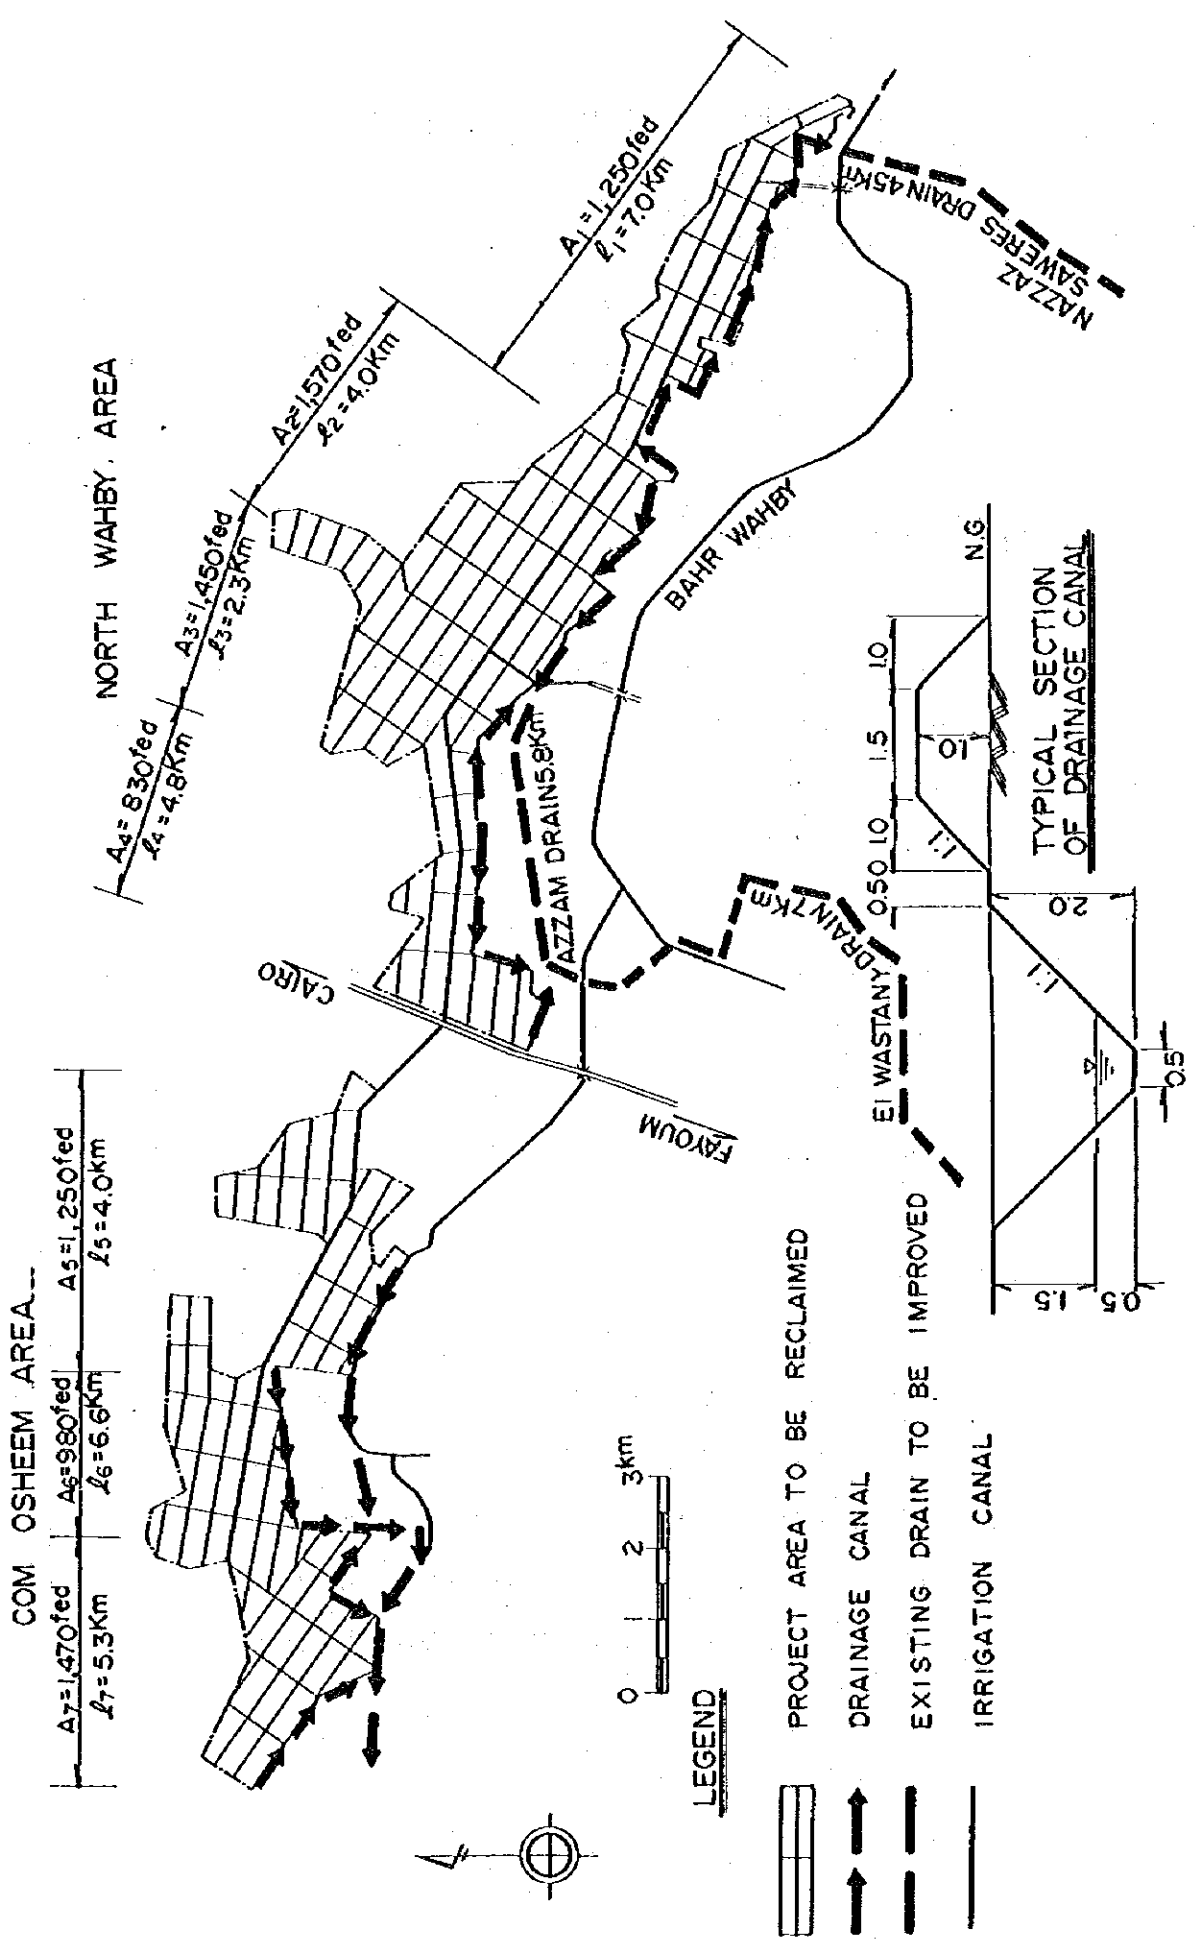 COM OSHEEM AREA
A7=1,470fed
l7=5.3Km
A6=980fed
l6=6.6Km
A5=1,250fed
l5=4.0Km
NORTH WAHBY. AREA
A4=830fed
l4=4.8Km
A3=1,450fed
l3=2.3Km
A2=1,570fed
l2=4.0Km
A1=1,250fed
l1=7.0Km
CAIRO
FAYOUM
AZZAM DRAIN 5.8Km
BAHR WAHBY
NAZZAZ
SAWERES DRAIN 45Km
El WASTANY DRAIN 7Km
0 1 2 3km
LEGEND
PROJECT AREA TO BE RECLAIMED
DRAINAGE CANAL
EXISTING DRAIN TO BE IMPROVED
IRRIGATION CANAL
0.50 1.0 1.5 1.0
1.0
1:1
1:1
N.G
2.0
1.5
0.5
0.5
TYPICAL SECTION
OF DRAINAGE CANAL